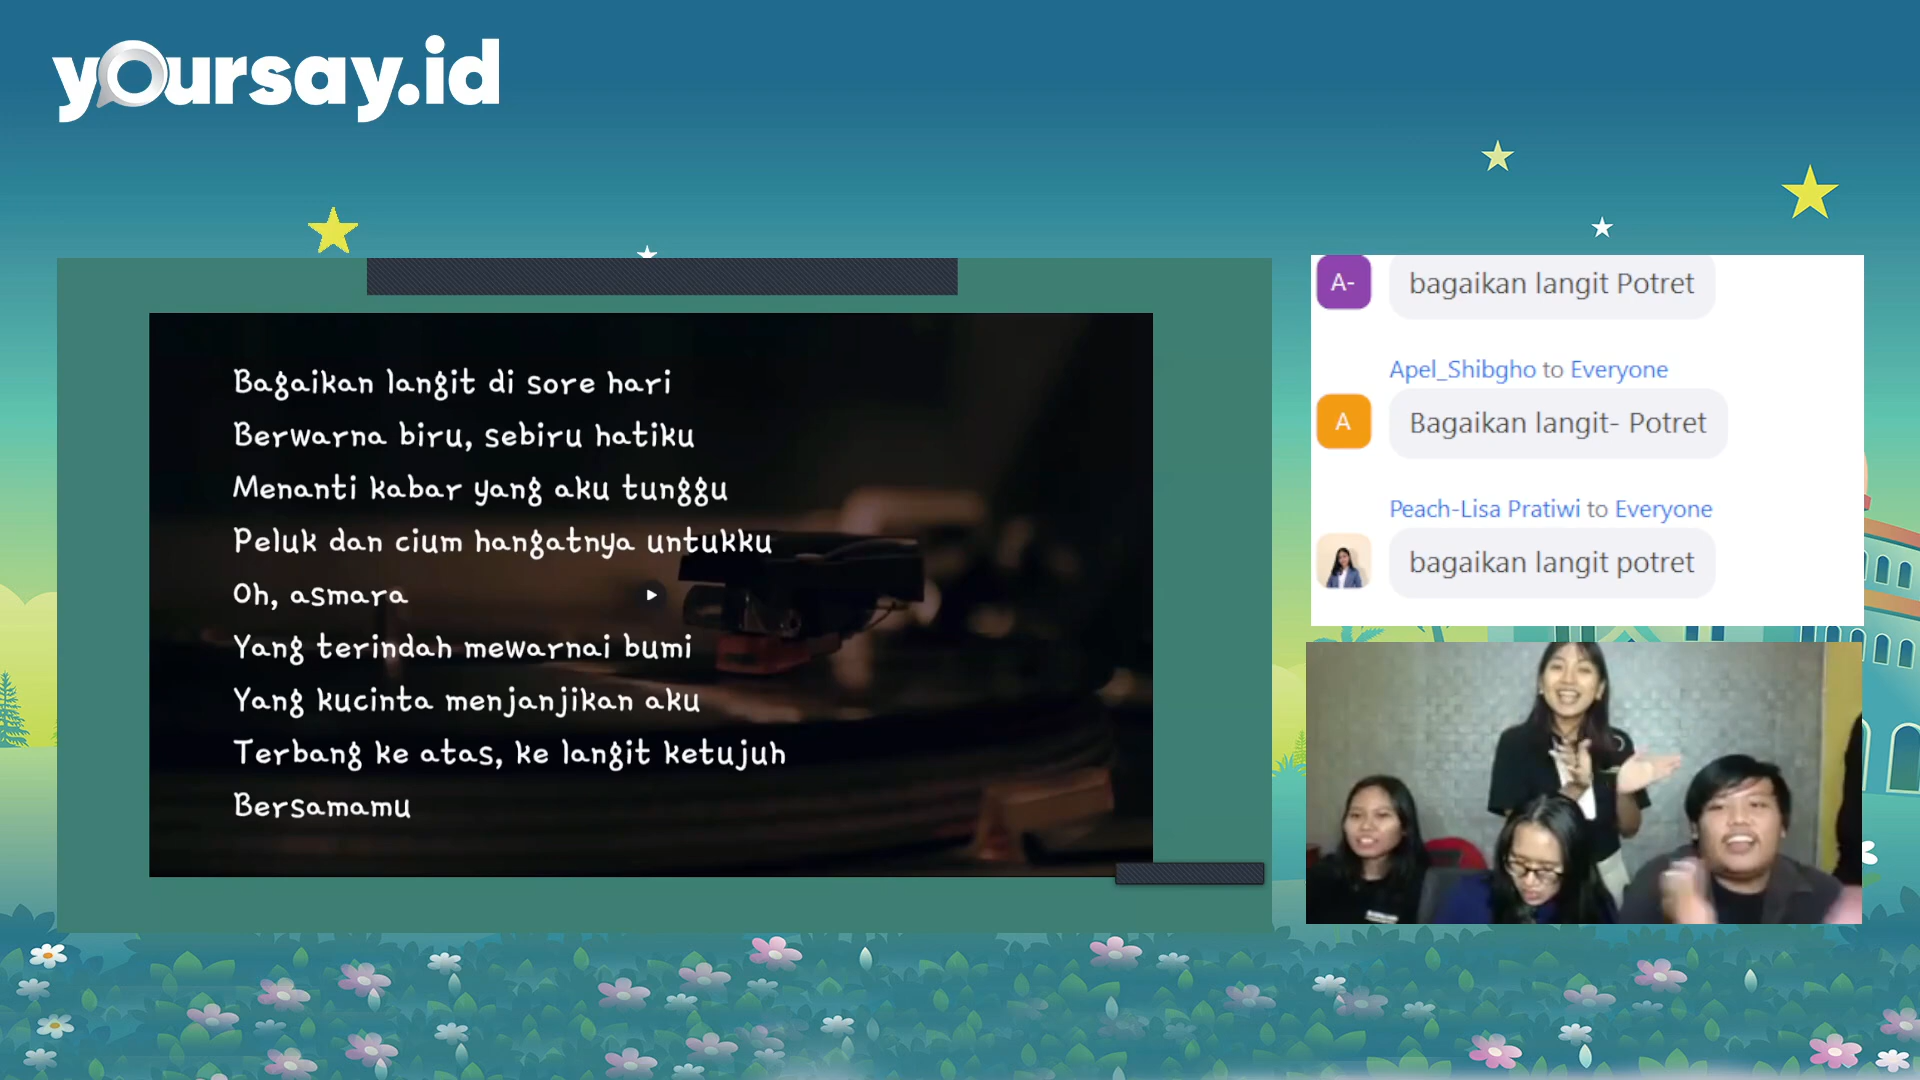 yoursay.id
Bagaikan langit di sore hari
Berwarna biru, sebiru hatiku
Menanti kabar yang aku tunggu
Peluk dan cium hangatnya untukku
Oh, asmara
Yang terindah mewarnai bumi
Yang kucinta menjanjikan aku
Terbang ke atas, ke langit ketujuh
Bersamamu
A-
bagaikan langit Potret
Apel_Shibgho to Everyone
A
Bagaikan langit- Potret
Peach-Lisa Pratiwi to Everyone
bagaikan langit potret